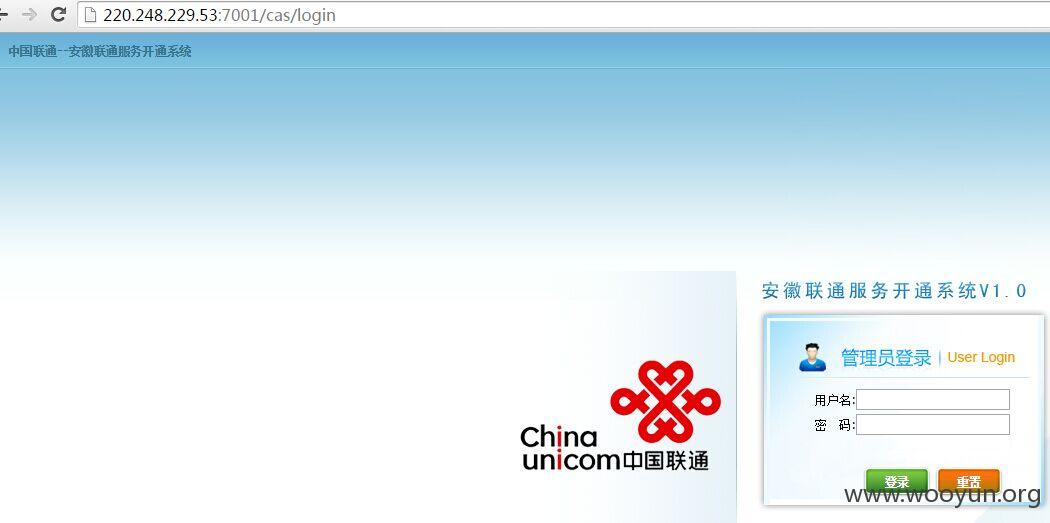 220.248.229.53:7001/cas/login
中国联通--安徽联通服务开通系统
安徽联通服务开通系统V1.0
管理员登录 | User Login
用户名:
密 码:
China
unicom中国联通
登录 重置
www.wooyun.org